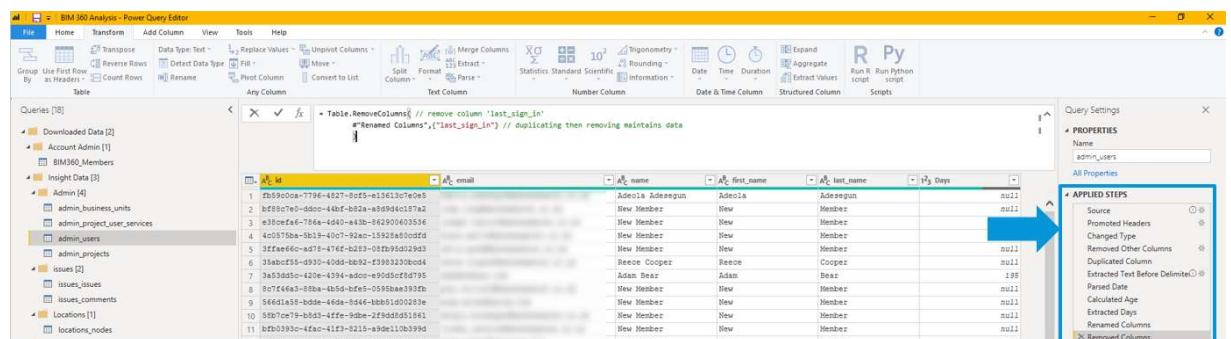 BIM 360 Analysis - Power Query Editor
File Home Transform Add Column View Tools Help
Group By
Use First Row as Headers
Transpose
Reverse Rows
Count Rows
Table
Data Type: Text
Detect Data Type
Rename
Replace Values
Fill
Pivot Column
Unpivot Columns
Move
Convert to List
Any Column
Split Column
Format
Merge Columns
Extract
Parse
Text Column
Statistics
Standard
Scientific
Trigonometry
Rounding
Information
Number Column
Date
Time
Duration
Date & Time Column
Expand
Aggregate
Extract Values
Structured Column
Run R script
Run Python script
Scripts
Queries [18]
Downloaded Data [2]
Account Admin [1]
BIM360_Members
Insight Data [3]
Admin [4]
admin_business_units
admin_project_user_services
admin_users
admin_projects
issues [2]
issues_issues
issues_comments
Locations [1]
locations_nodes
= Table.RemoveColumns( // remove column 'last_sign_in'
#"Renamed Columns",{"last_sign_in"} // duplicating then removing maintains data
)
id email name first_name last_name Days
1 fb59c0ca-7796-4827-8cf5-e13613c7e0e5 Adeola Adesegun Adeola Adesegun null
2 bf88c7e0-ddcc-44bf-b82a-a8d9d4c187a2 New Member New Member null
3 e38cefa6-786a-4d40-a43b-862900603536 New Member New Member
4 4c0575ba-5b19-40c7-92ac-15928a80cdfd New Member New Member
5 3ffae66c-ad78-476f-b283-08fb95d029d3 New Member New Member null
6 35abcf55-d930-40dd-bb92-f3983230bcd4 Reece Cooper Reece Cooper null
7 3a53dd5c-420e-4394-adcc-e90d5cf8d795 Adam Bear Adam Bear 198
8 8c7f46a3-88ba-4b5d-bfe5-0595bae393fb New Member New Member null
9 566d1a58-bdde-46da-8d46-bbb51d00283e New Member New Member null
10 58b7ce79-b8d3-4ffe-9dbe-2f9dd8d51861 New Member New Member null
11 bfb0393c-4fac-41f3-8215-a9de110b399d New Member New Member null
Query Settings
PROPERTIES
Name
admin_users
All Properties
APPLIED STEPS
Source
Promoted Headers
Changed Type
Removed Other Columns
Duplicated Column
Extracted Text Before Delimiter
Parsed Date
Calculated Age
Extracted Days
Renamed Columns
Removed Columns